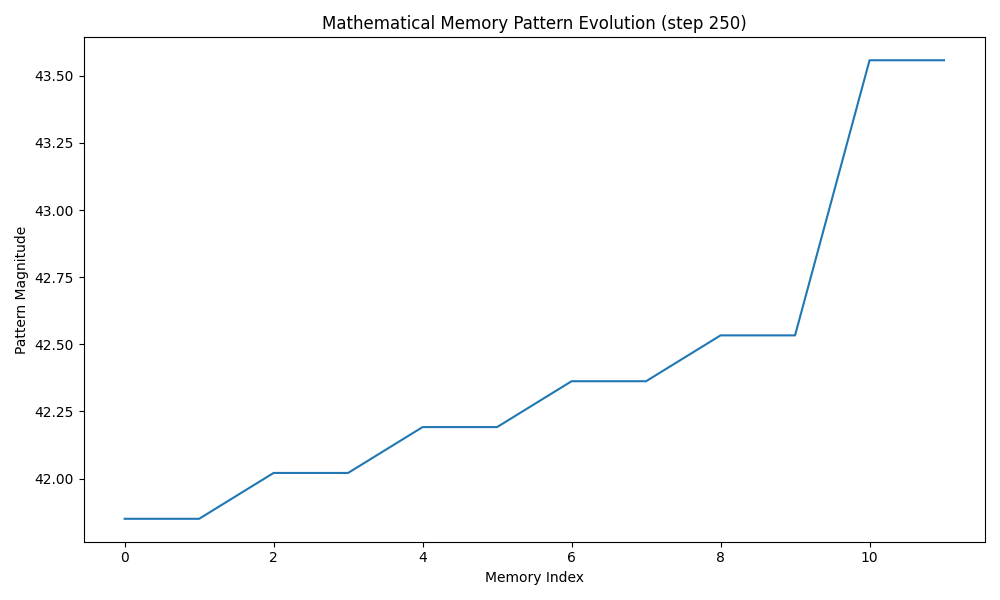 Mathematical Memory Pattern Evolution (step 250)
43.50
43.25
43.00
42.75
42.50
42.25
42.00
Pattern Magnitude
0 2 4 6 8 10
Memory Index